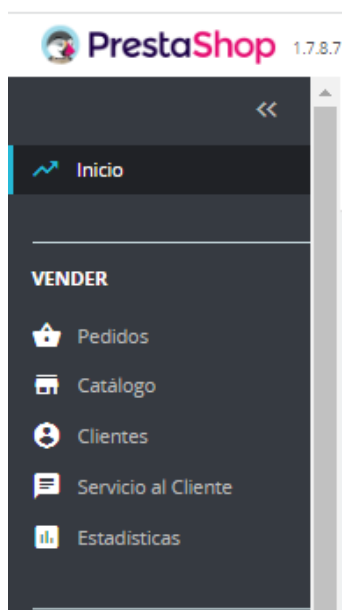 PrestaShop 1.7.8.7
Inicio
VENDER
Pedidos
Catálogo
Clientes
Servicio al Cliente
Estadísticas